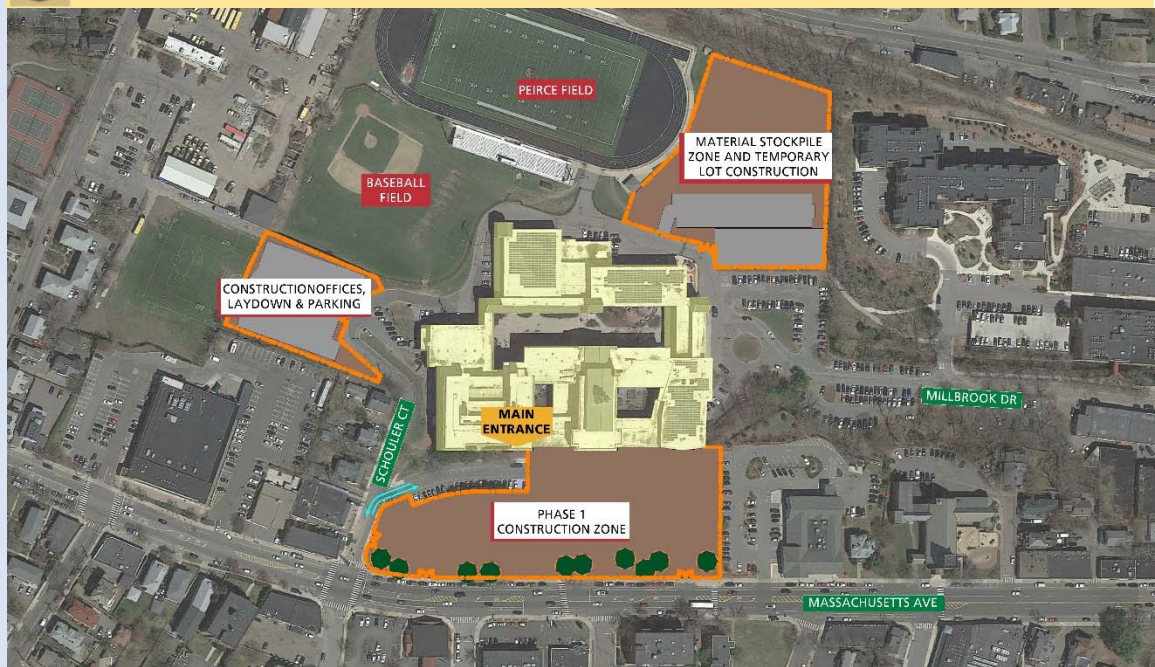 PEIRCE FIELD
MATERIAL STOCKPILE
ZONE AND TEMPORARY
LOT CONSTRUCTION
BASEBALL
FIELD
CONSTRUCTIONOFFICES,
LAYDOWN & PARKING
MILLBROOK DR
MAIN
ENTRANCE
SCHOULER CT
PHASE 1
CONSTRUCTION ZONE
MASSACHUSETTS AVE